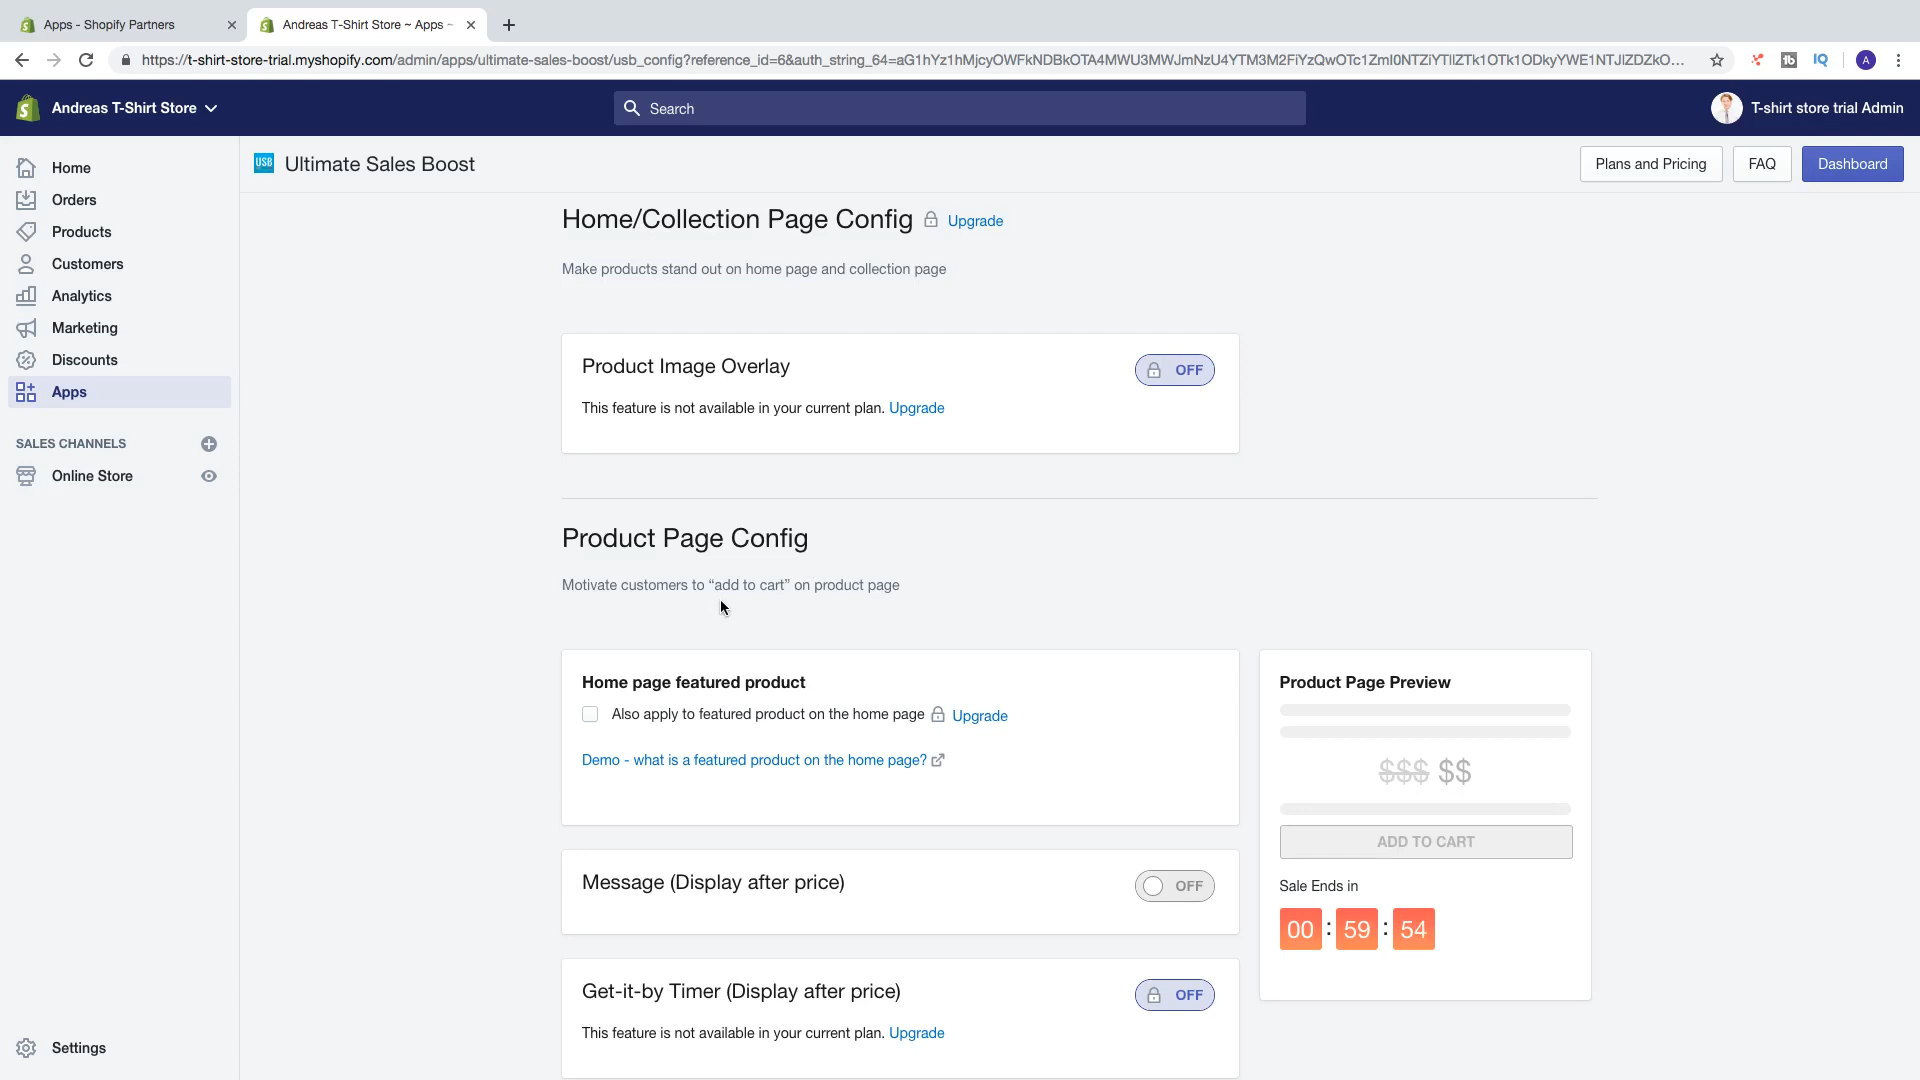 Apps - Shopify Partners
Andreas T-Shirt Store ~ Apps ~
https://t-shirt-store-trial.myshopify.com/admin/apps/ultimate-sales-boost/usb_config?reference_id=6&auth_string_64=
A
Andreas T-Shirt Store
Search
T-shirt store trial Admin
Home
Orders
Products
Customers
Analytics
Marketing
Discounts
Apps
SALES CHANNELS
Online Store
Settings
USB
Ultimate Sales Boost
Plans and Pricing
FAQ
Dashboard
Home/Collection Page Config Upgrade
Make products stand out on home page and collection page
Product Image Overlay
OFF
This feature is not available in your current plan. Upgrade
Product Page Config
Motivate customers to “add to cart” on product page
Home page featured product
Also apply to featured product on the home page Upgrade
Demo - what is a featured product on the home page?
Message (Display after price)
OFF
Get-it-by Timer (Display after price)
OFF
This feature is not available in your current plan. Upgrade
Product Page Preview
$$$ $$
ADD TO CART
Sale Ends in
00 : 59 : 54